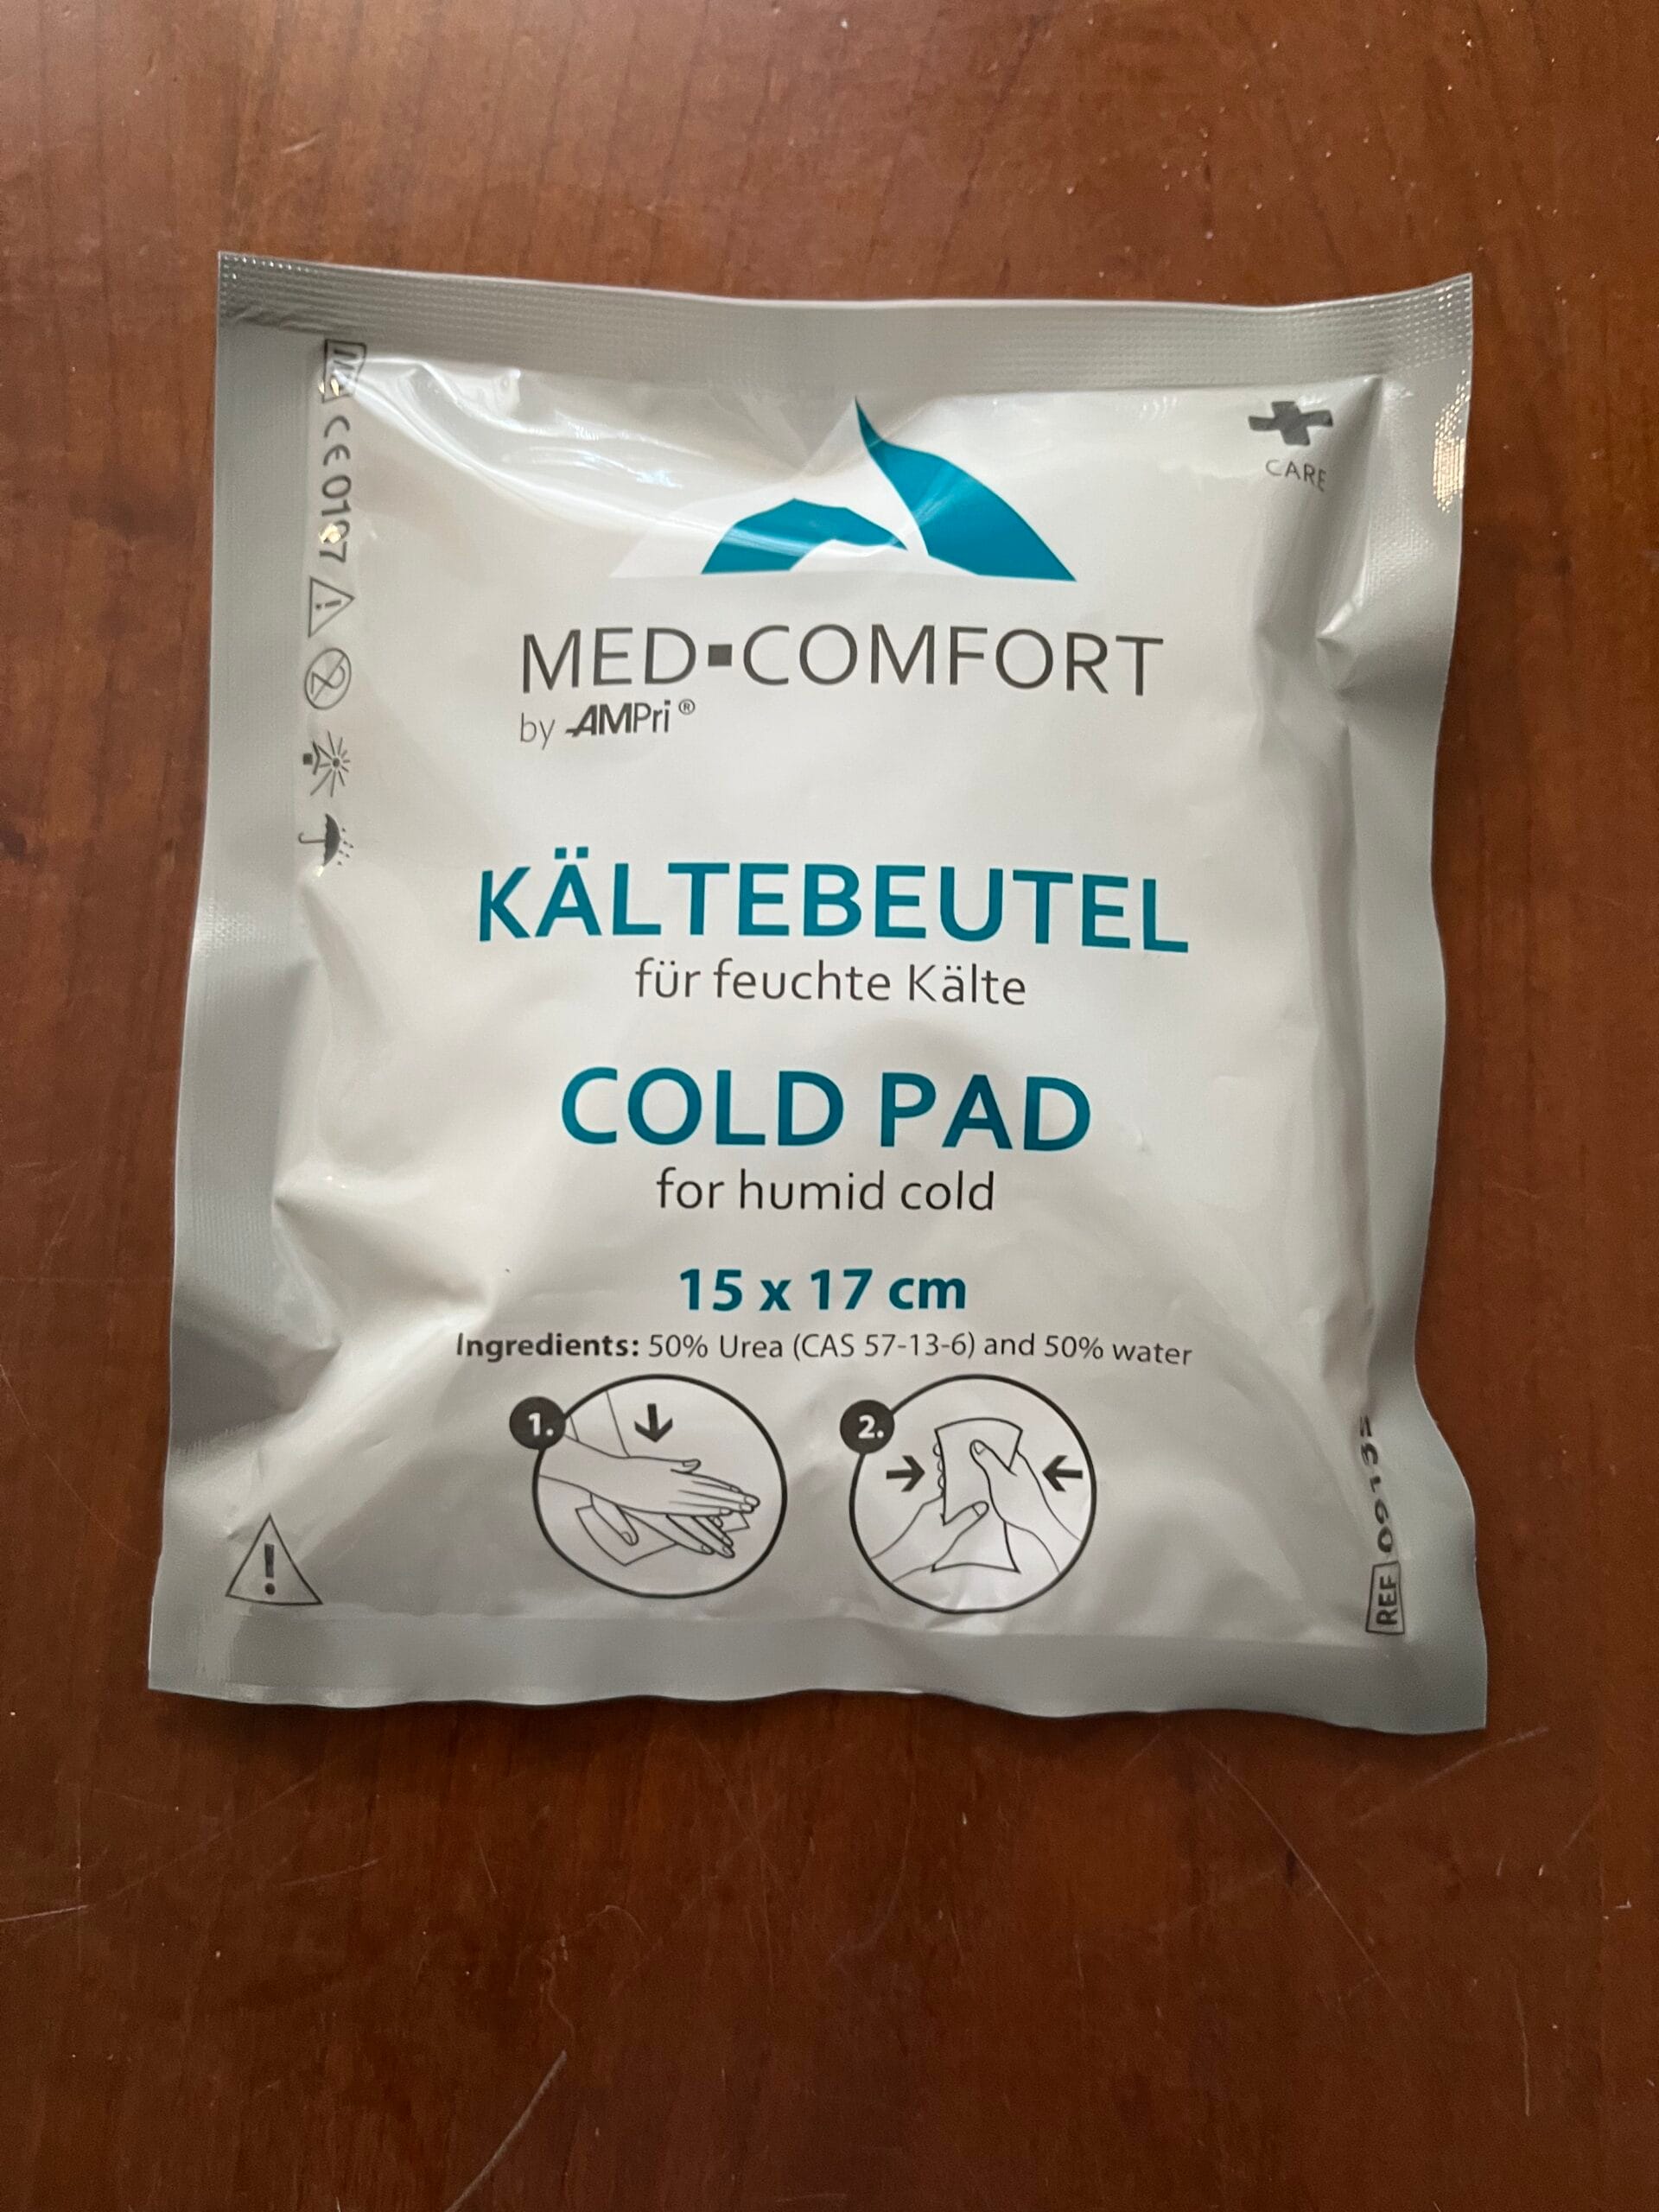 MD
CE 0197
CARE
MED▪COMFORT
by AMPri®
KÄLTEBEUTEL
für feuchte Kälte
COLD PAD
for humid cold
15 x 17 cm
Ingredients: 50% Urea (CAS 57-13-6) and 50% water
1.
2.
REF